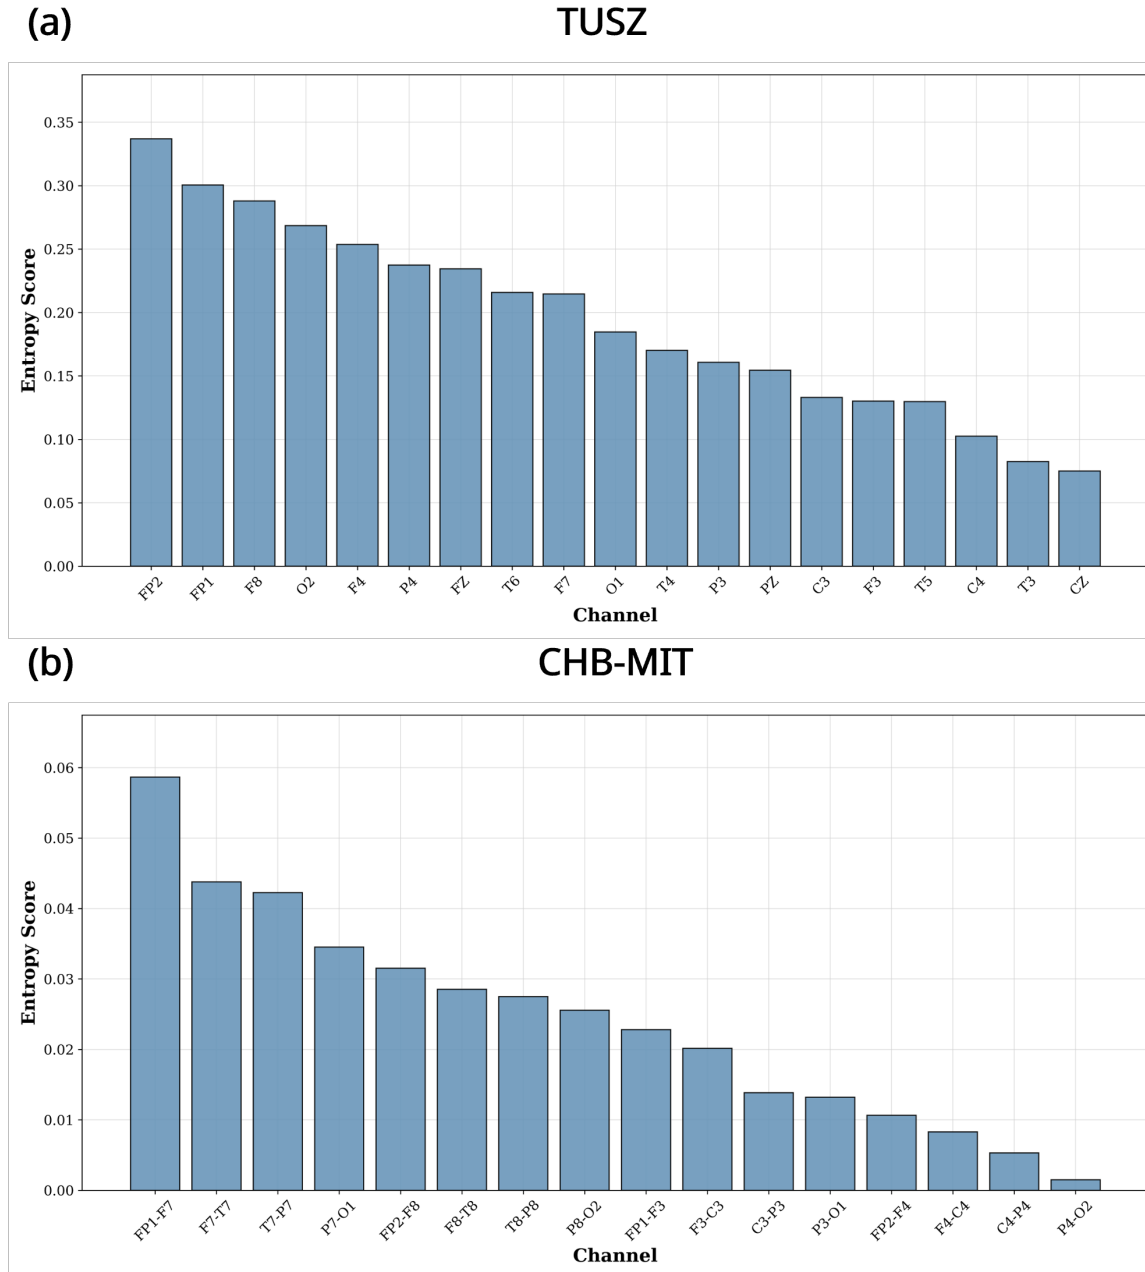 (a) TUSZ
0.35
0.30
0.25
0.20
0.15
0.10
0.05
0.00
Entropy Score
FP2 FP1 F8 O2 F4 P4 FZ T6 F7 O1 T4 P3 PZ C3 F3 T5 C4 T3 CZ
Channel
(b) CHB-MIT
0.06
0.05
0.04
0.03
0.02
0.01
0.00
Entropy Score
FP1-F7 F7-T7 T7-P7 P7-O1 FP2-F8 F8-T8 T8-P8 P8-O2 FP1-F3 F3-C3 C3-P3 P3-O1 FP2-F4 F4-C4 C4-P4 P4-O2
Channel